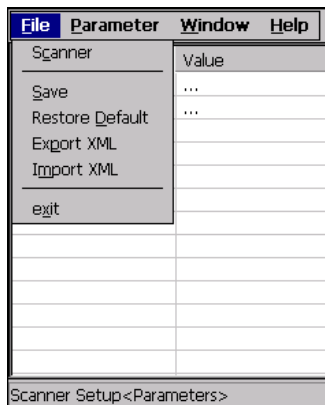 File Parameter Window Help
Scanner
Value
Save
...
Restore Default
...
Export XML
Import XML
exit
Scanner Setup<Parameters>